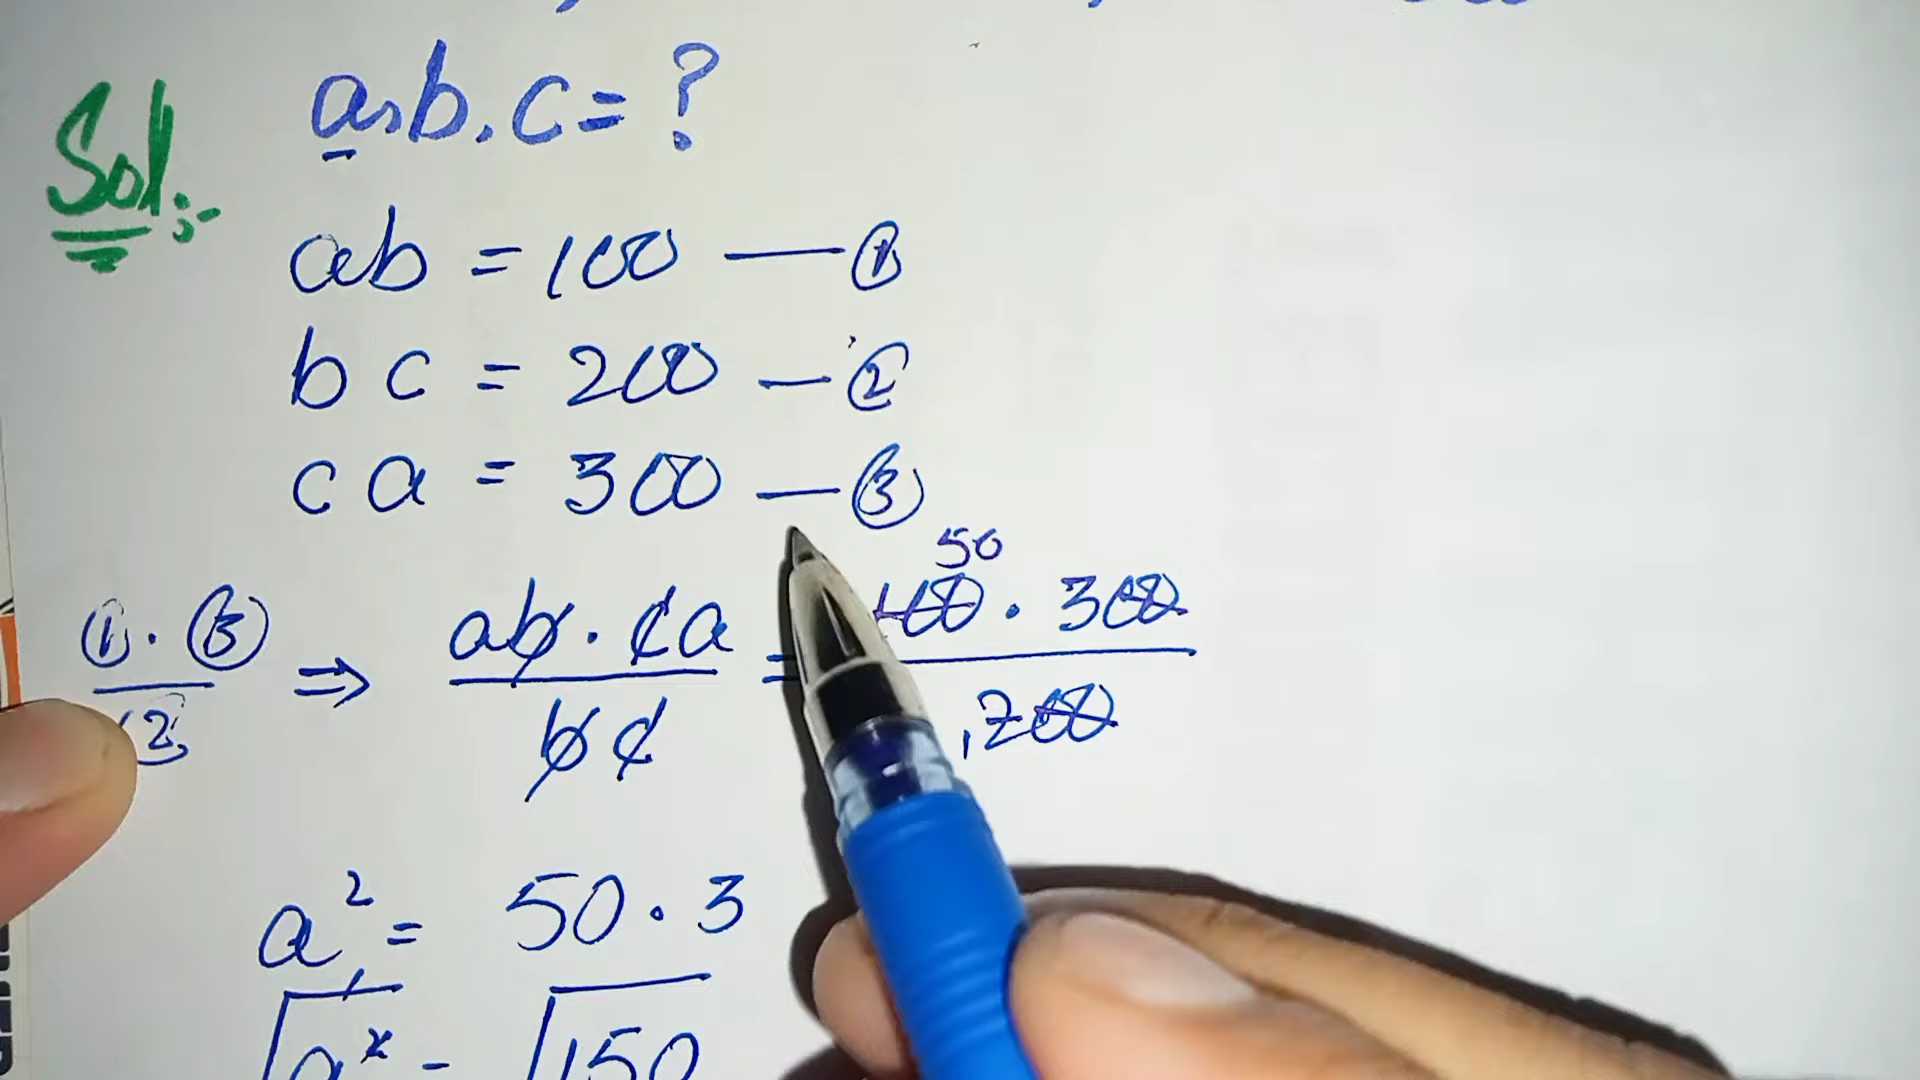 a, b, c = ?
Sol:-
ab = 100 — ①
bc = 200 — ②
ca = 300 — ③
①·③/② ⇒ ab·ca/bc = 100·300/200
50
a² = 50·3
√a² = √150